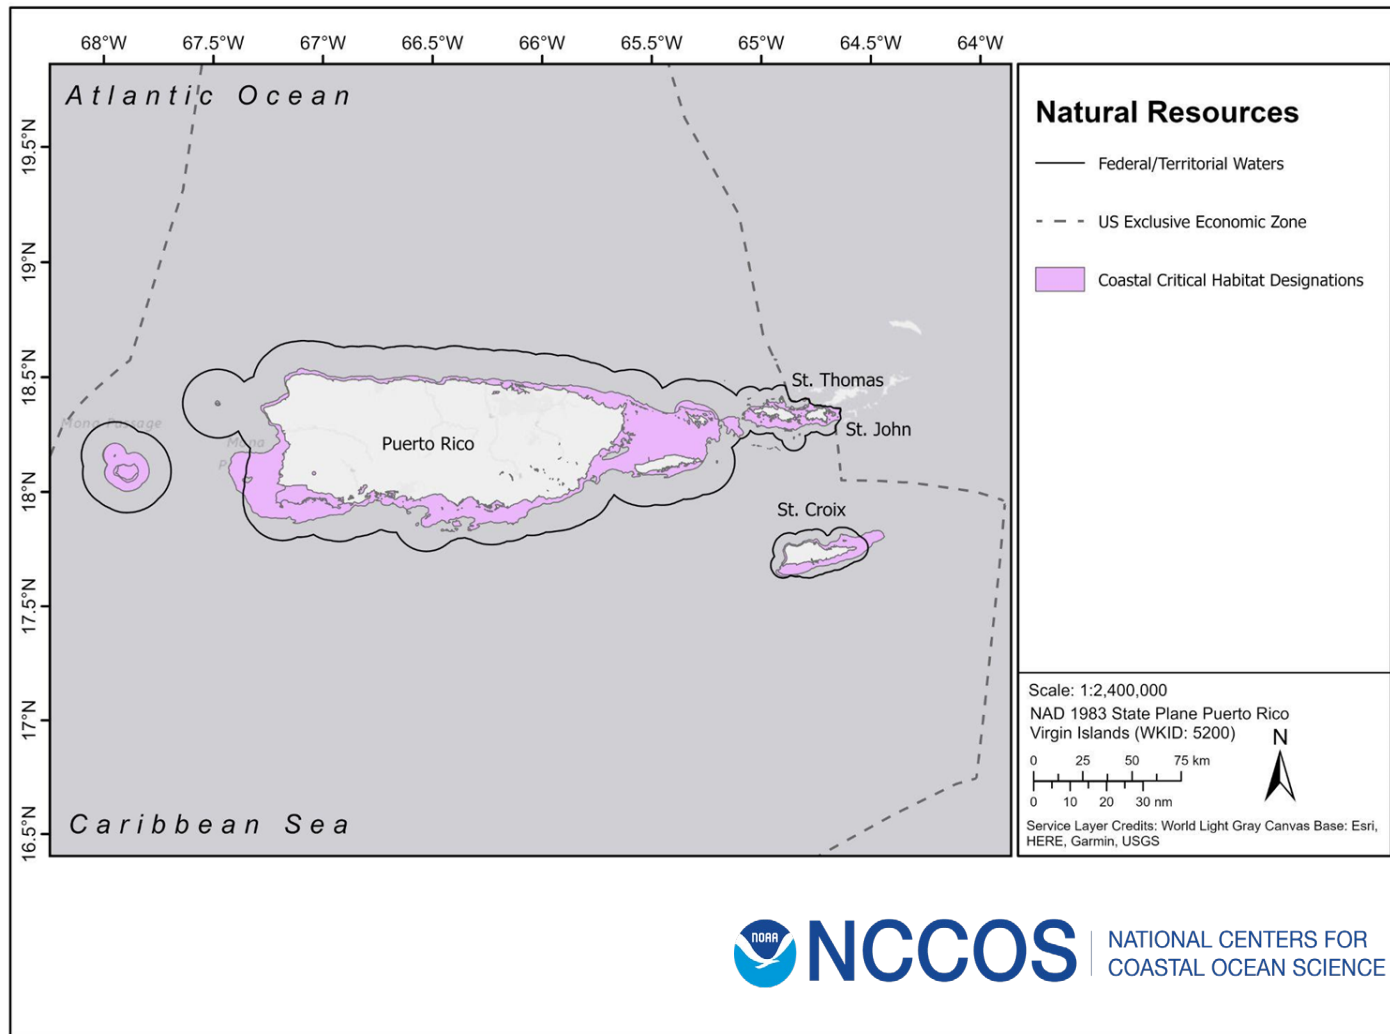 68°W 67.5°W 67°W 66.5°W 66°W 65.5°W 65°W 64.5°W 64°W
Atlantic Ocean
19.5°N
19°N
18.5°N
18°N
17.5°N
17°N
16.5°N
Mona Passage
Mona
P
Puerto Rico
St. Thomas
St. John
St. Croix
Caribbean Sea
Natural Resources
Federal/Territorial Waters
US Exclusive Economic Zone
Coastal Critical Habitat Designations
Scale: 1:2,400,000
NAD 1983 State Plane Puerto Rico
Virgin Islands (WKID: 5200)
N
0 25 50 75 km
0 10 20 30 nm
Service Layer Credits: World Light Gray Canvas Base: Esri,
HERE, Garmin, USGS
NOAA
NCCOS
NATIONAL CENTERS FOR
COASTAL OCEAN SCIENCE